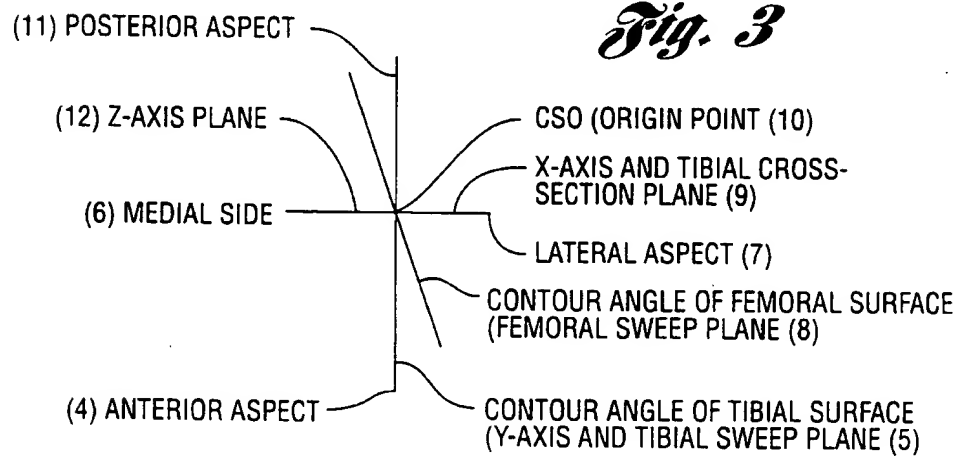 Fig. 3
(11) POSTERIOR ASPECT
(12) Z-AXIS PLANE
CSO (ORIGIN POINT (10)
X-AXIS AND TIBIAL CROSS-
SECTION PLANE (9)
(6) MEDIAL SIDE
LATERAL ASPECT (7)
CONTOUR ANGLE OF FEMORAL SURFACE
(FEMORAL SWEEP PLANE (8)
(4) ANTERIOR ASPECT
CONTOUR ANGLE OF TIBIAL SURFACE
(Y-AXIS AND TIBIAL SWEEP PLANE (5)